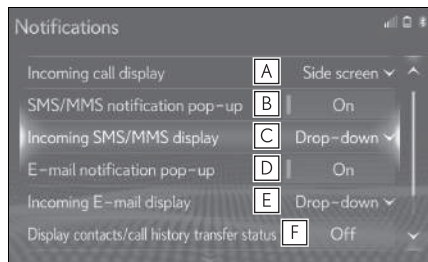 Notifications
Incoming call display A Side screen
SMS/MMS notification pop-up B On
Incoming SMS/MMS display C Drop-down
E-mail notification pop-up D On
Incoming E-mail display E Drop-down
Display contacts/call history transfer status F Off